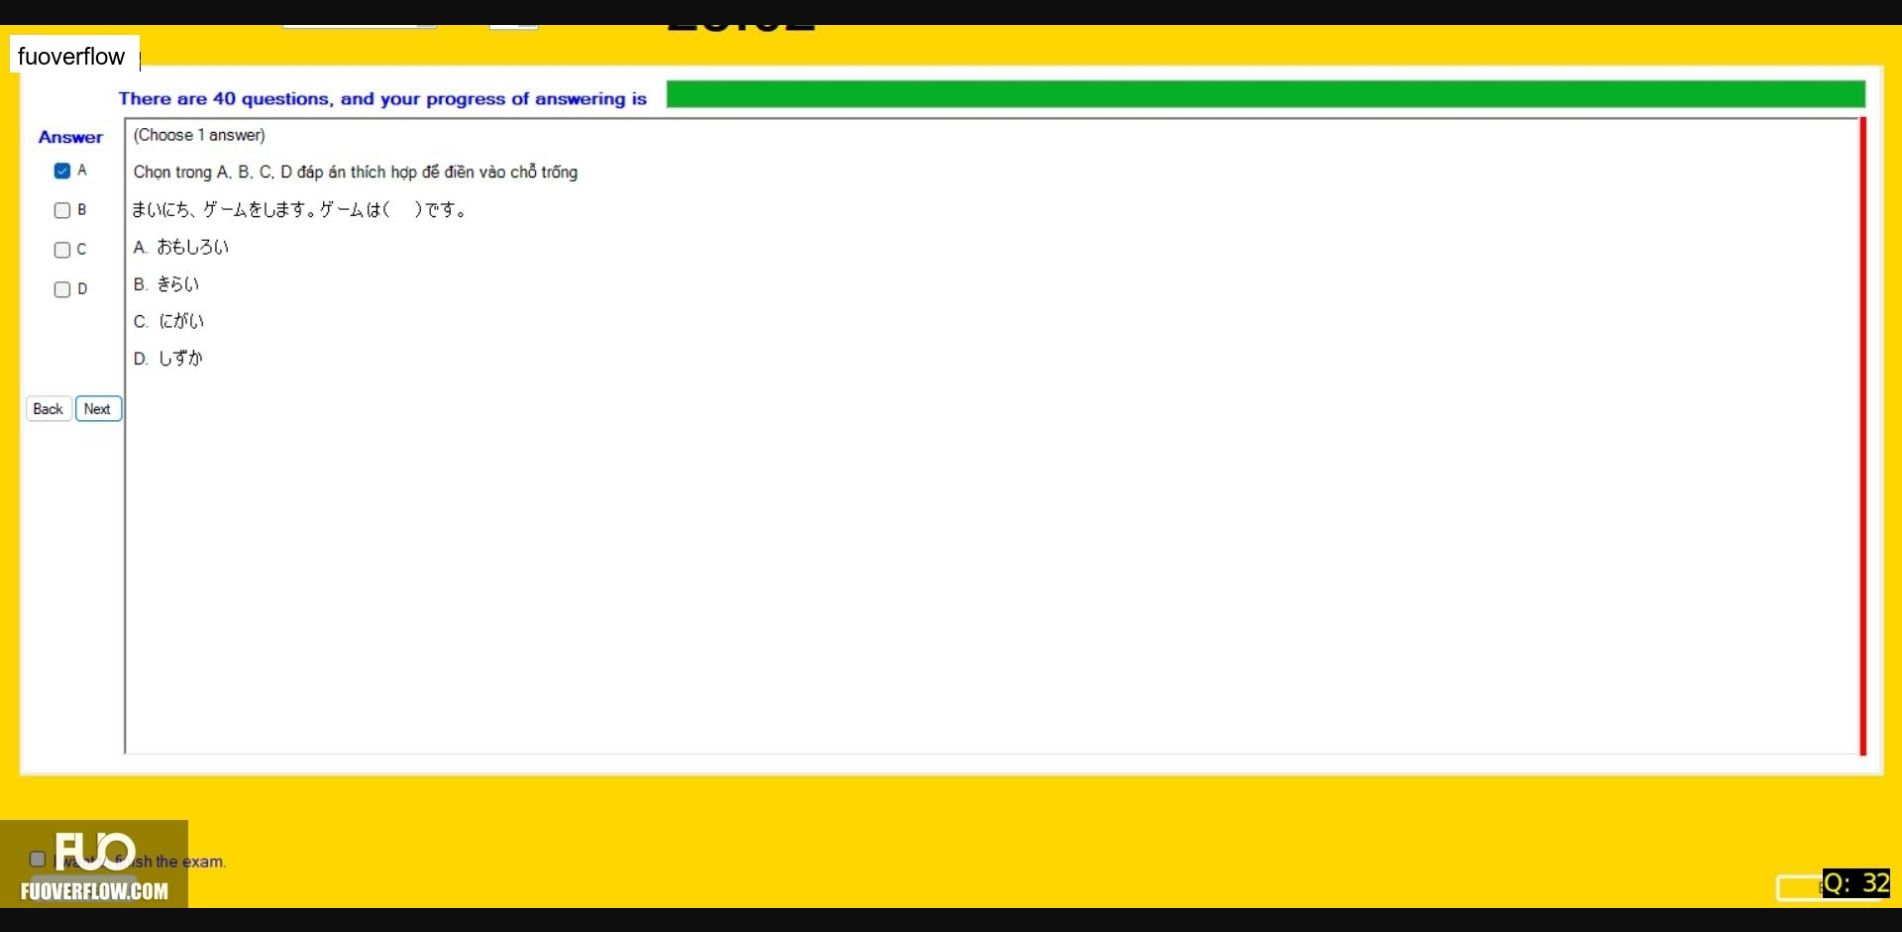 fuoverflow
There are 40 questions, and your progress of answering is
Answer
(Choose 1 answer)
A
Chọn trong A, B, C, D đáp án thích hợp để điền vào chỗ trống
B
まいにち、ゲームをします。ゲームは(　)です。
C
A. おもしろい
D
B. きらい
C. にがい
D. しずか
Back Next
FUO
finish the exam.
FUOVERFLOW.COM
Q: 32